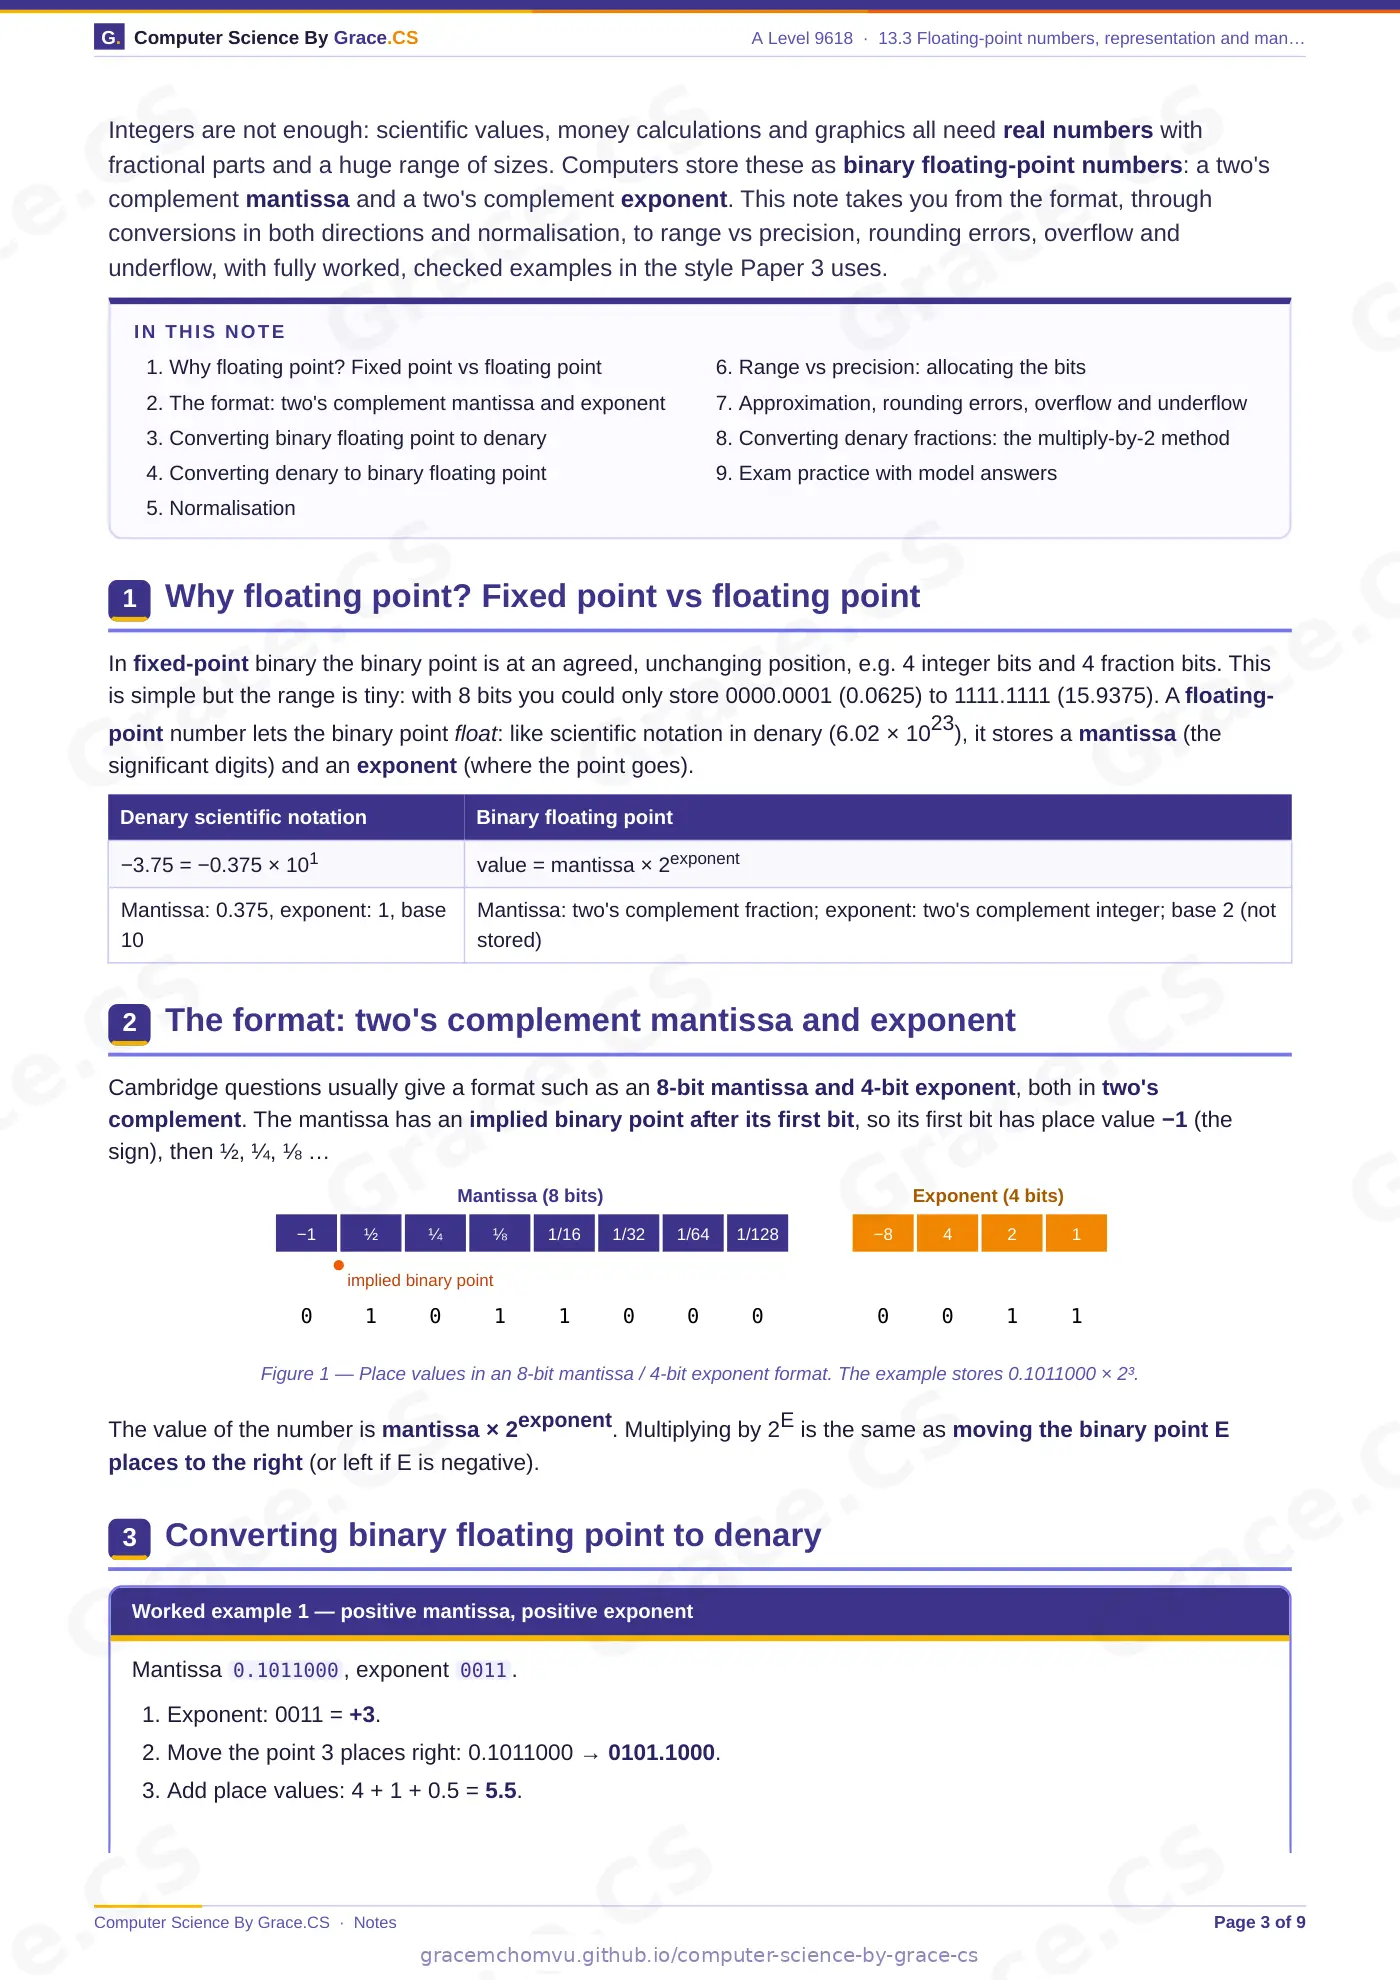 G. Computer Science By Grace.CS
A Level 9618 · 13.3 Floating-point numbers, representation and man…
Integers are not enough: scientific values, money calculations and graphics all need real numbers with
fractional parts and a huge range of sizes. Computers store these as binary floating-point numbers: a two's
complement mantissa and a two's complement exponent. This note takes you from the format, through
conversions in both directions and normalisation, to range vs precision, rounding errors, overflow and
underflow, with fully worked, checked examples in the style Paper 3 uses.
IN THIS NOTE
1. Why floating point? Fixed point vs floating point
2. The format: two's complement mantissa and exponent
3. Converting binary floating point to denary
4. Converting denary to binary floating point
5. Normalisation
6. Range vs precision: allocating the bits
7. Approximation, rounding errors, overflow and underflow
8. Converting denary fractions: the multiply-by-2 method
9. Exam practice with model answers
1 Why floating point? Fixed point vs floating point
In fixed-point binary the binary point is at an agreed, unchanging position, e.g. 4 integer bits and 4 fraction bits. This
is simple but the range is tiny: with 8 bits you could only store 0000.0001 (0.0625) to 1111.1111 (15.9375). A floating-
point number lets the binary point float: like scientific notation in denary (6.02 × 10²³), it stores a mantissa (the
significant digits) and an exponent (where the point goes).
Denary scientific notation
Binary floating point
−3.75 = −0.375 × 10¹
value = mantissa × 2^exponent
Mantissa: 0.375, exponent: 1, base
10
Mantissa: two's complement fraction; exponent: two's complement integer; base 2 (not
stored)
2 The format: two's complement mantissa and exponent
Cambridge questions usually give a format such as an 8-bit mantissa and 4-bit exponent, both in two's
complement. The mantissa has an implied binary point after its first bit, so its first bit has place value −1 (the
sign), then ½, ¼, ⅛ …
Mantissa (8 bits) Exponent (4 bits)
−1 ½ ¼ ⅛ 1/16 1/32 1/64 1/128 −8 4 2 1
implied binary point
0 1 0 1 1 0 0 0 0 0 1 1
Figure 1 — Place values in an 8-bit mantissa / 4-bit exponent format. The example stores 0.1011000 × 2³.
The value of the number is mantissa × 2^exponent. Multiplying by 2^E is the same as moving the binary point E
places to the right (or left if E is negative).
3 Converting binary floating point to denary
Worked example 1 — positive mantissa, positive exponent
Mantissa 0.1011000, exponent 0011.
1. Exponent: 0011 = +3.
2. Move the point 3 places right: 0.1011000 → 0101.1000.
3. Add place values: 4 + 1 + 0.5 = 5.5.
Computer Science By Grace.CS · Notes
Page 3 of 9
gracemchomvu.github.io/computer-science-by-grace-cs